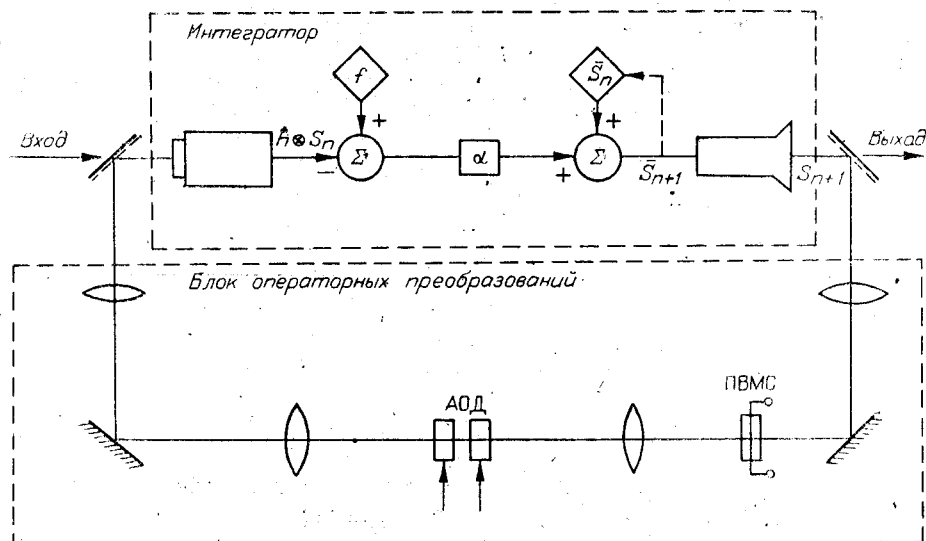 Интегратор
f
S̄n
Вход
h⊗Sn
+
+
Выход
Σ
α
Σ
−
+
S̄n+1
Sn+1
Блок операторных преобразований
АОД
ПВМС